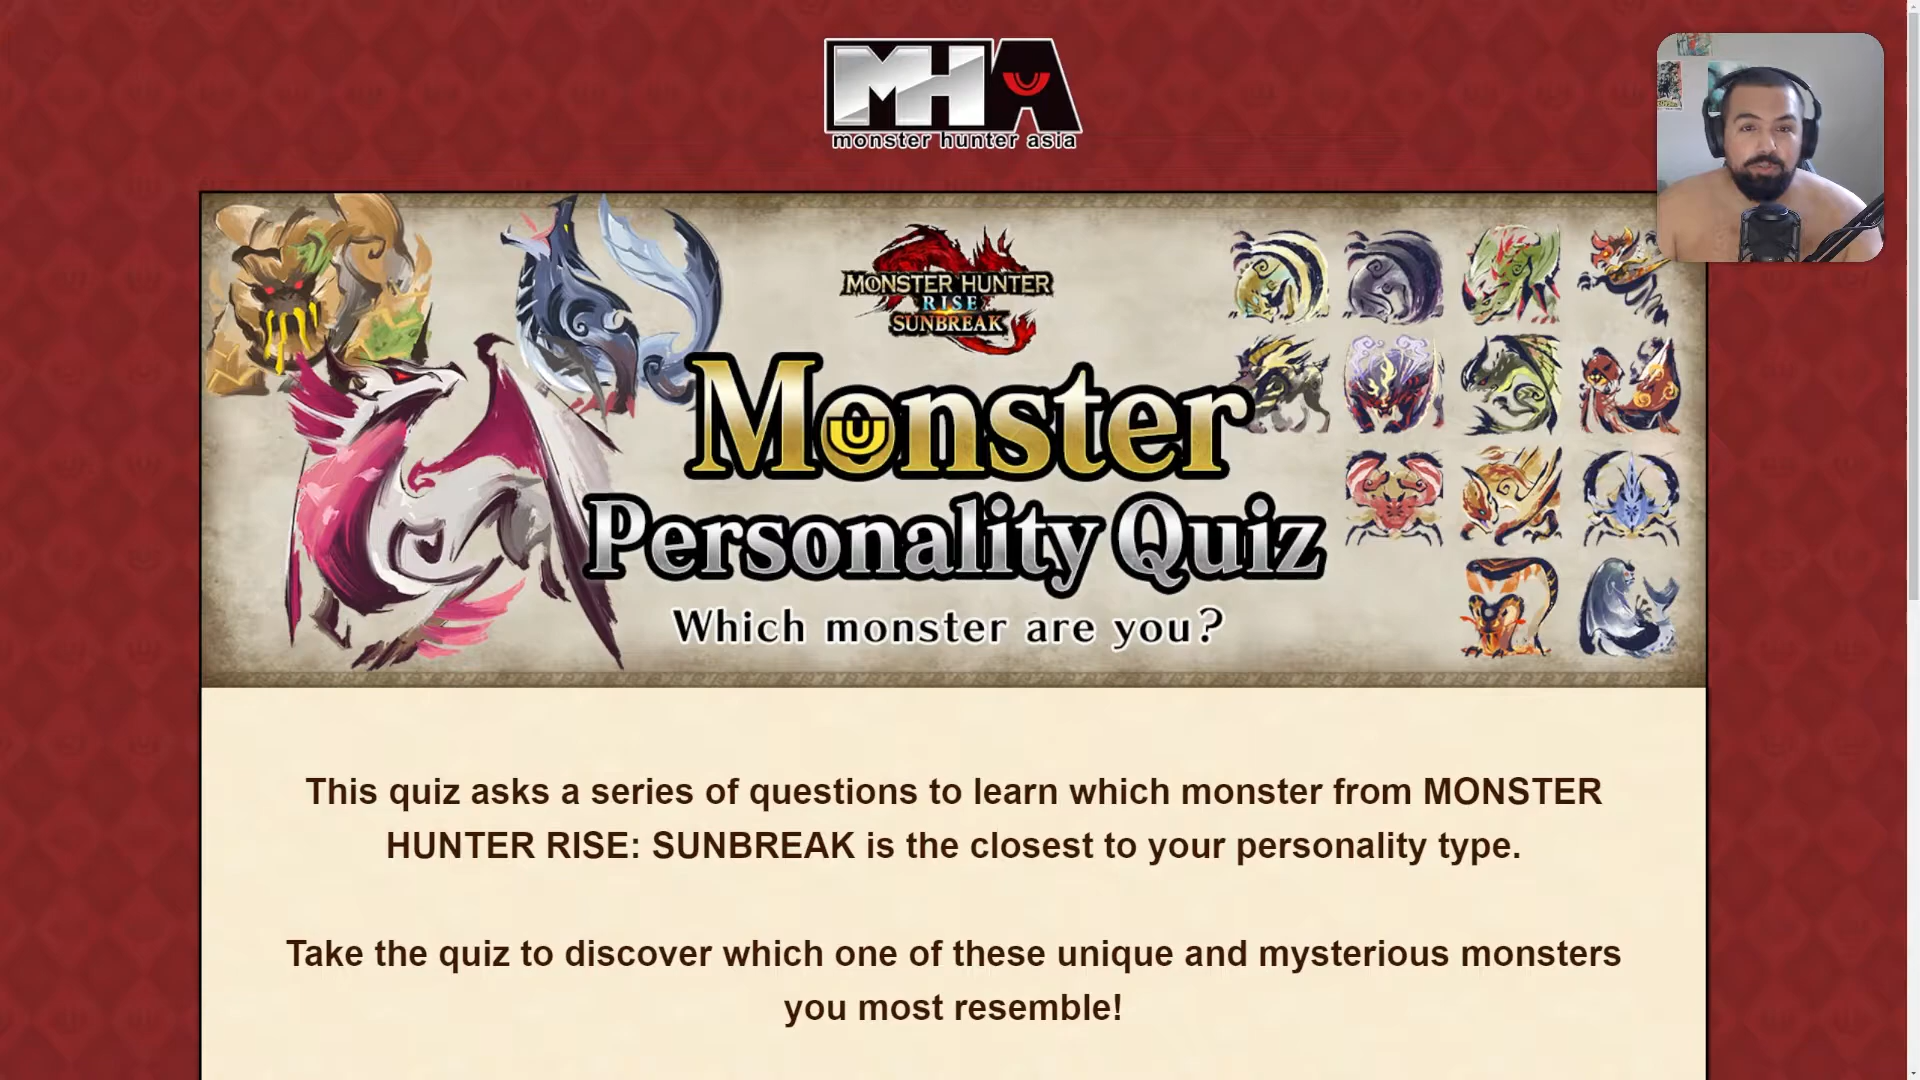 MHA
monster hunter asia
MONSTER HUNTER
RISE
SUNBREAK
Monster
Personality Quiz
Which monster are you?
This quiz asks a series of questions to learn which monster from MONSTER
HUNTER RISE: SUNBREAK is the closest to your personality type.
Take the quiz to discover which one of these unique and mysterious monsters
you most resemble!